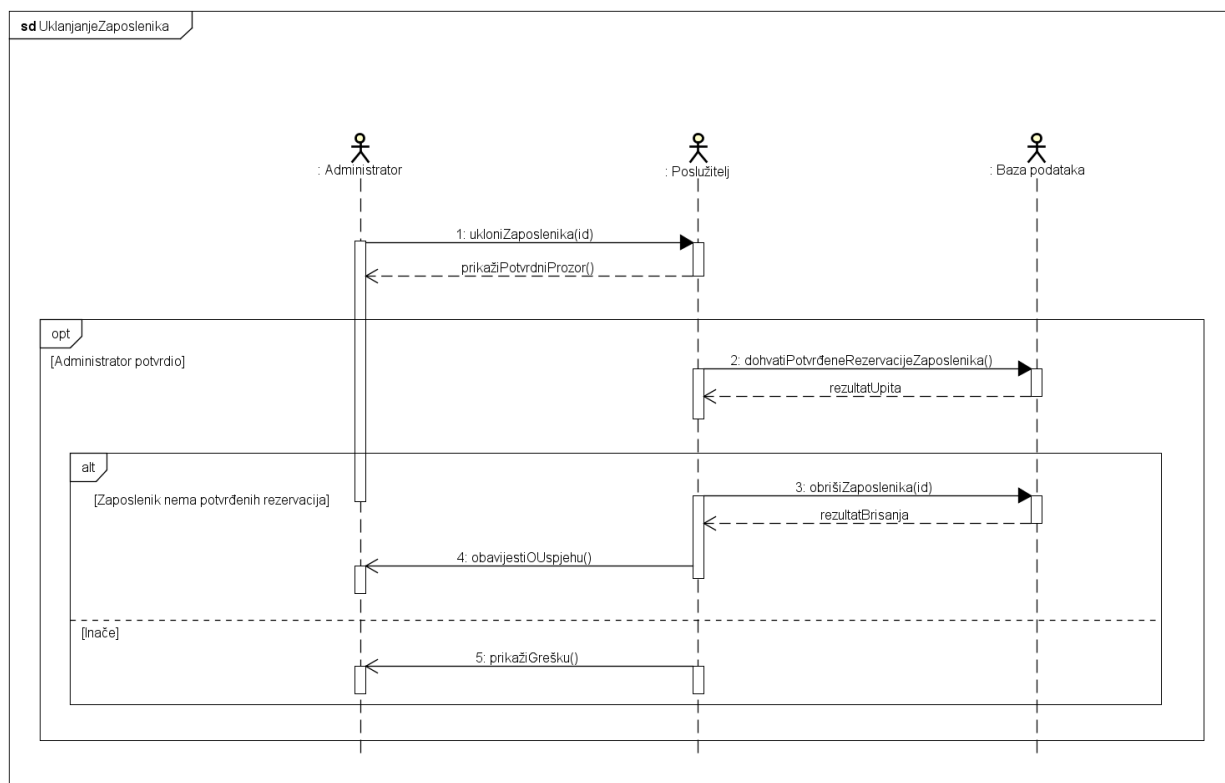 sd UklanjanjeZaposlenika
: Administrator
: Poslužitelj
: Baza podataka
1: ukloniZaposlenika(id)
prikažiPotvrdniProzor()
opt
[Administrator potvrdio]
2: dohvatiPotvrđeneRezervacijeZaposlenika()
rezultatUpita
alt
[Zaposlenik nema potvrđenih rezervacija]
3: obrišiZaposlenika(id)
rezultatBrisanja
4: obavijestiOUspjehu()
[Inače]
5: prikažiGrešku()